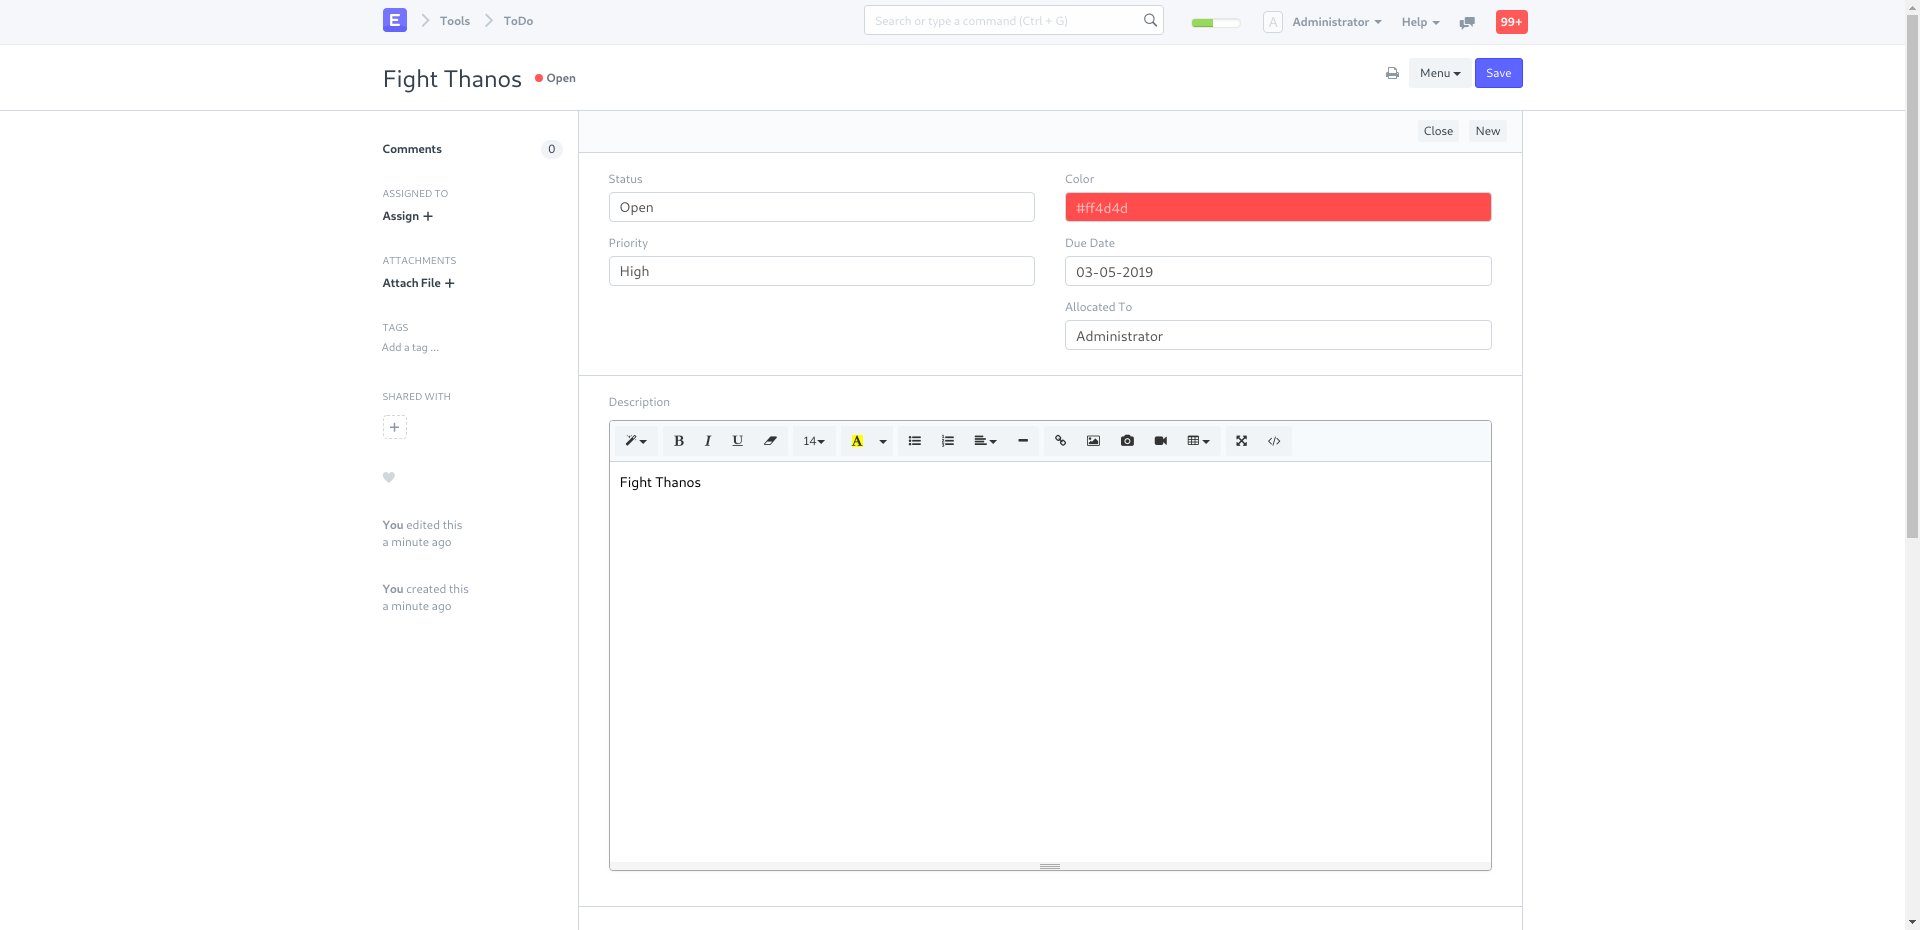 E Tools ToDo Search or type a command (Ctrl + G) A Administrator Help 99+
Fight Thanos Open Menu Save
Close New
Comments 0
ASSIGNED TO
Assign +
ATTACHMENTS
Attach File +
TAGS
Add a tag ...
SHARED WITH
+
You edited this
a minute ago
You created this
a minute ago
Status
Open
Priority
High
Color
#ff4d4d
Due Date
03-05-2019
Allocated To
Administrator
Description
B I U 14 A </>
Fight Thanos